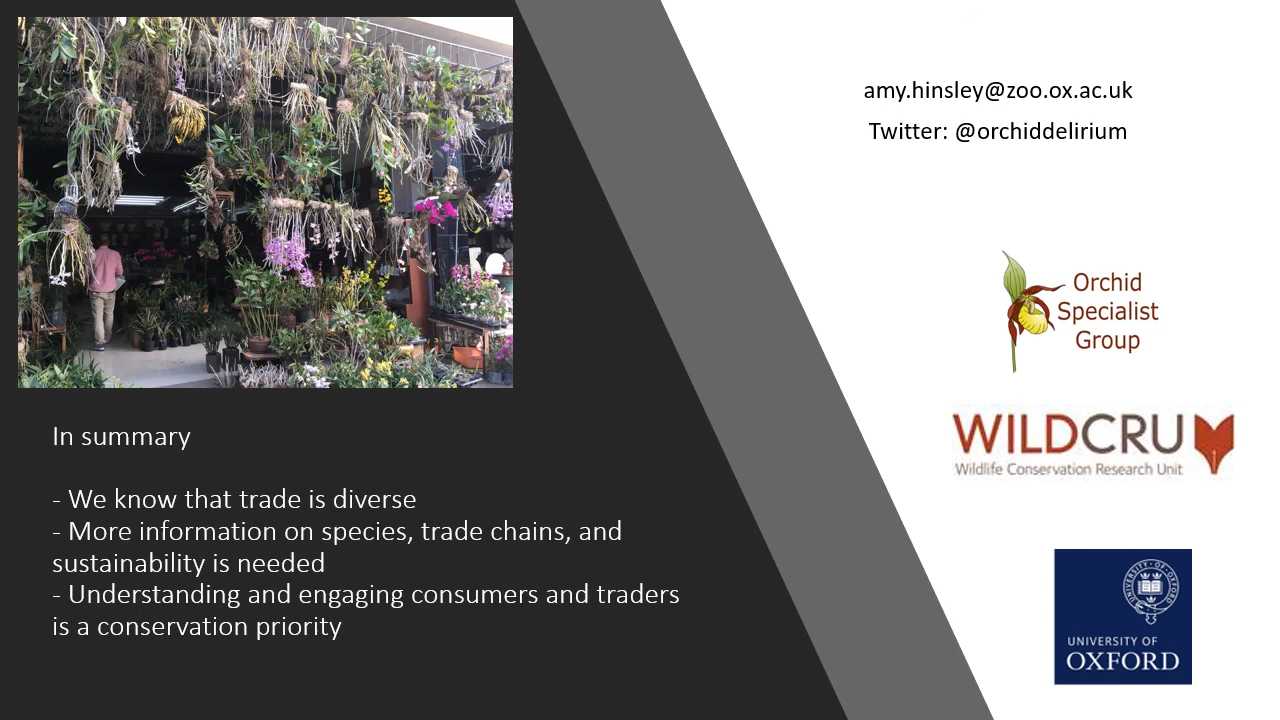 amy.hinsley@zoo.ox.ac.uk
Twitter: @orchiddelirium
Orchid
Specialist
Group
WILDCRU
Wildlife Conservation Research Unit
UNIVERSITY OF
OXFORD
In summary
- We know that trade is diverse
- More information on species, trade chains, and
sustainability is needed
- Understanding and engaging consumers and traders
is a conservation priority